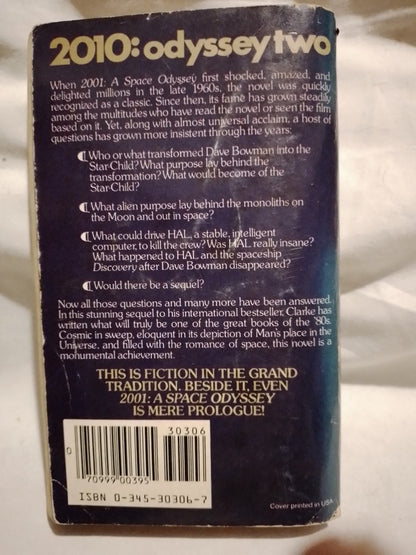 2010: odyssey two
When 2001: A Space Odyssey first shocked, amazed, and
delighted millions in the late 1960s, the novel was quickly
recognized as a classic. Since then, its fame has grown steadily
among the multitudes who have read the novel or seen the film
based on it. Yet, along with almost universal acclaim, a host of
questions has grown more insistent through the years:
¶ Who or what transformed Dave Bowman into the
Star-Child? What purpose lay behind the
transformation? What would become of the
Star-Child?
¶ What alien purpose lay behind the monoliths on
the Moon and out in space?
¶ What could drive HAL, a stable, intelligent
computer, to kill the crew? Was HAL really insane?
What happened to HAL and the spaceship
Discovery after Dave Bowman disappeared?
¶ Would there be a sequel?
Now all those questions and many more have been answered.
In this stunning sequel to his international bestseller, Clarke has
written what will truly be one of the great books of the '80s.
Cosmic in sweep, eloquent in its depiction of Man's place in the
Universe, and filled with the romance of space, this novel is a
monumental achievement.
THIS IS FICTION IN THE GRAND
TRADITION. BESIDE IT, EVEN
2001: A SPACE ODYSSEY
IS MERE PROLOGUE!
30306
0 70999 00395
ISBN 0-345-30306-7
Cover printed in USA